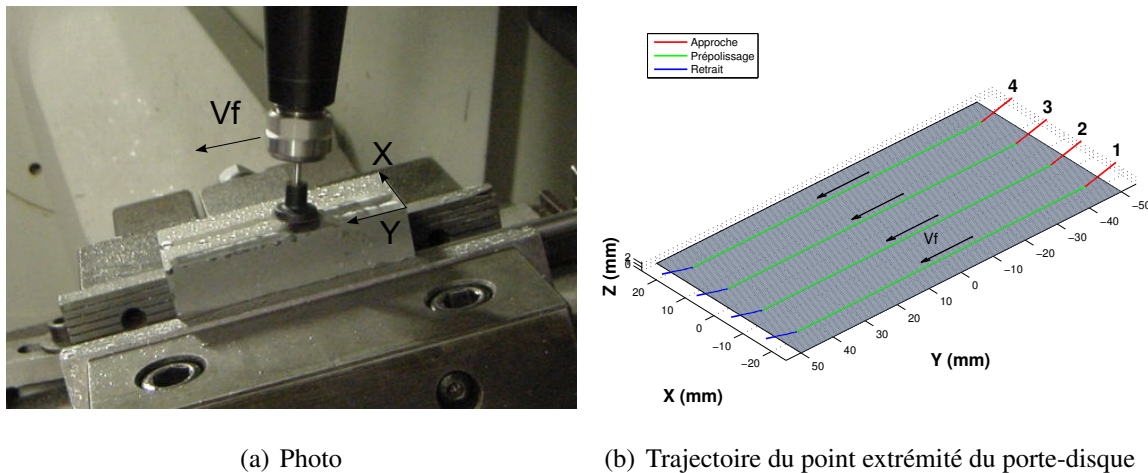 Vf
X
Y
Approche
Prépolissage
Retrait
4
3
2
1
Vf
Z (mm)
2
0
20
10
0
−10
−20
X (mm)
50
40
30
20
10
0
−10
−20
−30
−40
−50
Y (mm)
(a) Photo
(b) Trajectoire du point extrémité du porte-disque